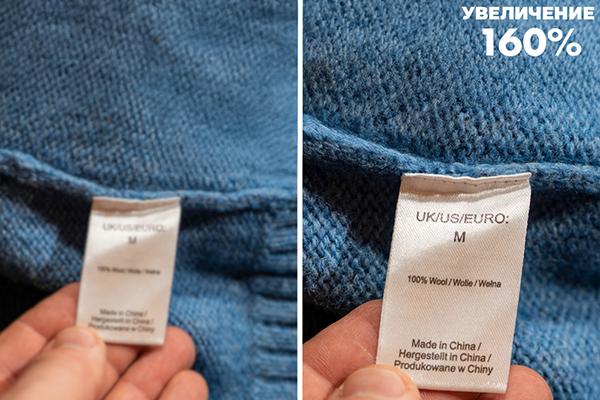 УВЕЛИЧЕНИЕ
160%
UK/US/EURO:
M
100% Wool / Wolle / Wełna
Made in China /
Hergestellt in China /
Produkowane w Chiny
UK/US/EURO:
M
100% Wool / Wolle / Wełna
Made in China /
Hergestellt in China /
Produkowane w Chiny